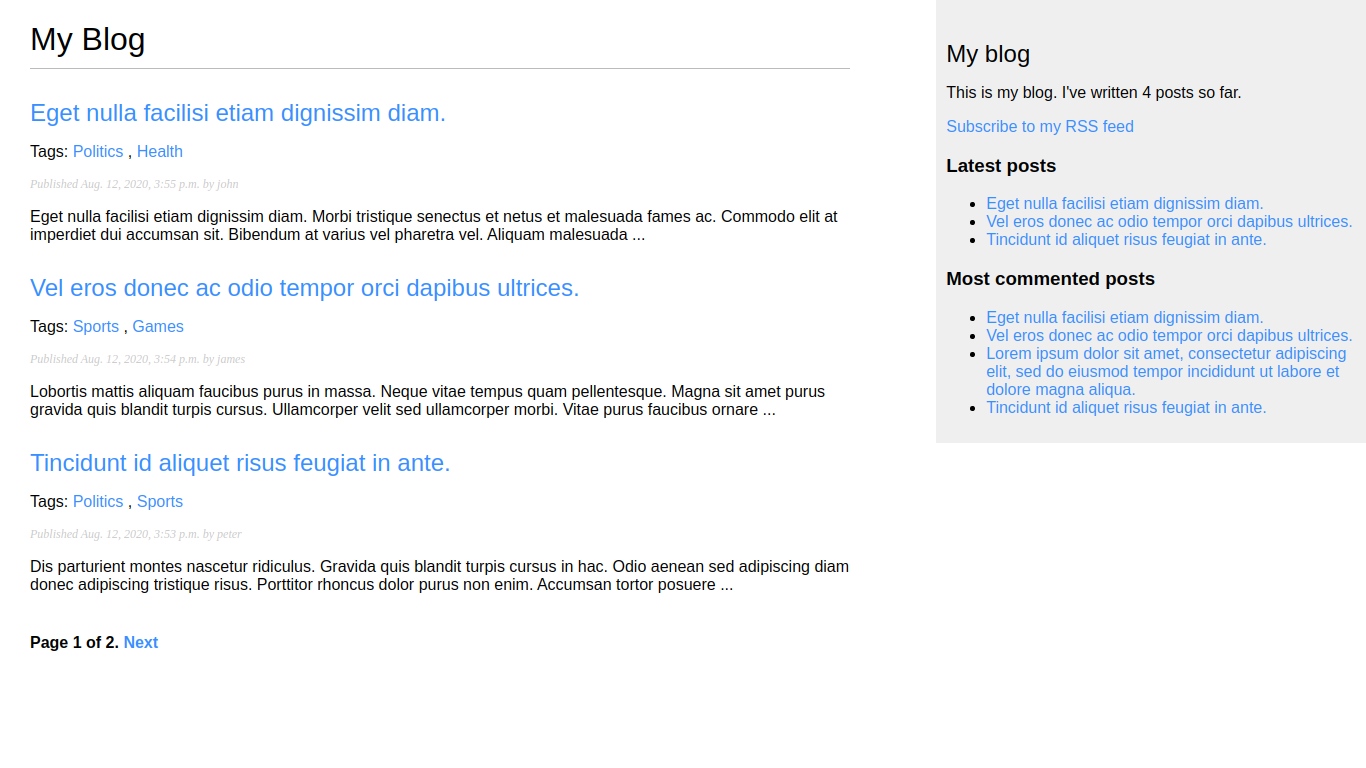 My Blog
Eget nulla facilisi etiam dignissim diam.
Tags: Politics , Health
Published Aug. 12, 2020, 3:55 p.m. by john
Eget nulla facilisi etiam dignissim diam. Morbi tristique senectus et netus et malesuada fames ac. Commodo elit at
imperdiet dui accumsan sit. Bibendum at varius vel pharetra vel. Aliquam malesuada ...
Vel eros donec ac odio tempor orci dapibus ultrices.
Tags: Sports , Games
Published Aug. 12, 2020, 3:54 p.m. by james
Lobortis mattis aliquam faucibus purus in massa. Neque vitae tempus quam pellentesque. Magna sit amet purus
gravida quis blandit turpis cursus. Ullamcorper velit sed ullamcorper morbi. Vitae purus faucibus ornare ...
Tincidunt id aliquet risus feugiat in ante.
Tags: Politics , Sports
Published Aug. 12, 2020, 3:53 p.m. by peter
Dis parturient montes nascetur ridiculus. Gravida quis blandit turpis cursus in hac. Odio aenean sed adipiscing diam
donec adipiscing tristique risus. Porttitor rhoncus dolor purus non enim. Accumsan tortor posuere ...
Page 1 of 2. Next
My blog
This is my blog. I've written 4 posts so far.
Subscribe to my RSS feed
Latest posts
Eget nulla facilisi etiam dignissim diam.
Vel eros donec ac odio tempor orci dapibus ultrices.
Tincidunt id aliquet risus feugiat in ante.
Most commented posts
Eget nulla facilisi etiam dignissim diam.
Vel eros donec ac odio tempor orci dapibus ultrices.
Lorem ipsum dolor sit amet, consectetur adipiscing
elit, sed do eiusmod tempor incididunt ut labore et
dolore magna aliqua.
Tincidunt id aliquet risus feugiat in ante.